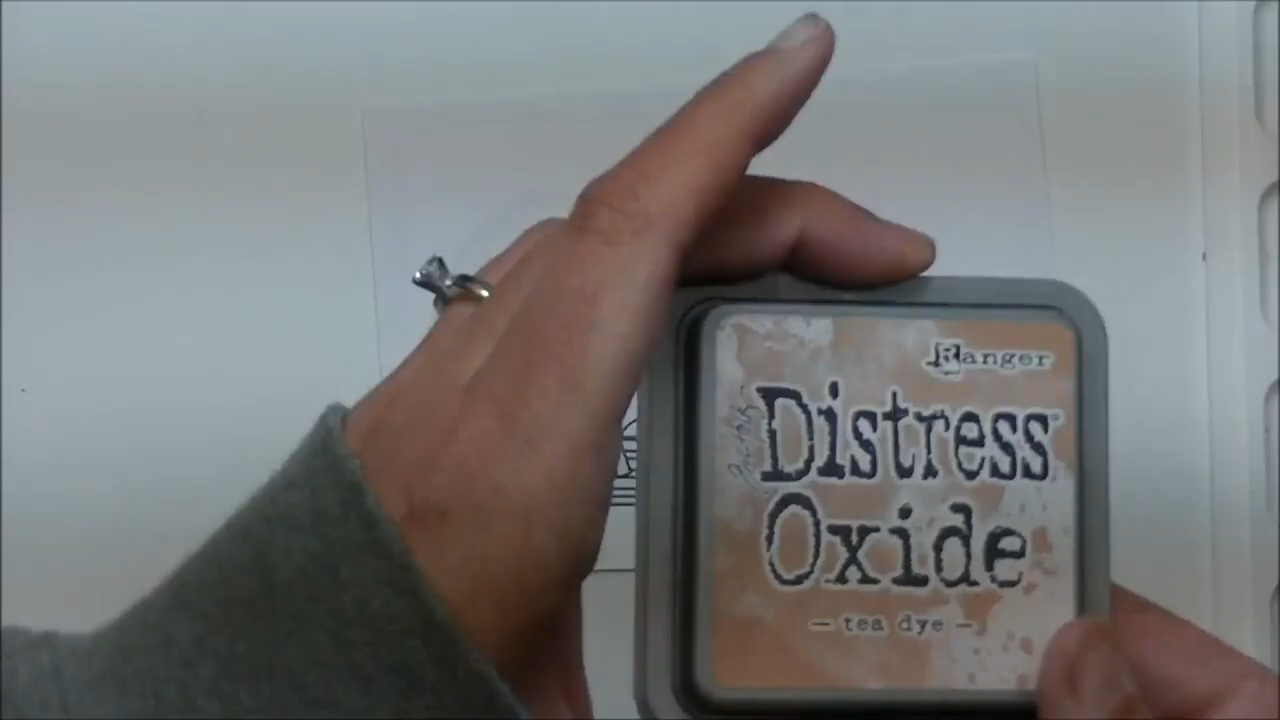 Ranger
Distress
Oxide
– tea dye –